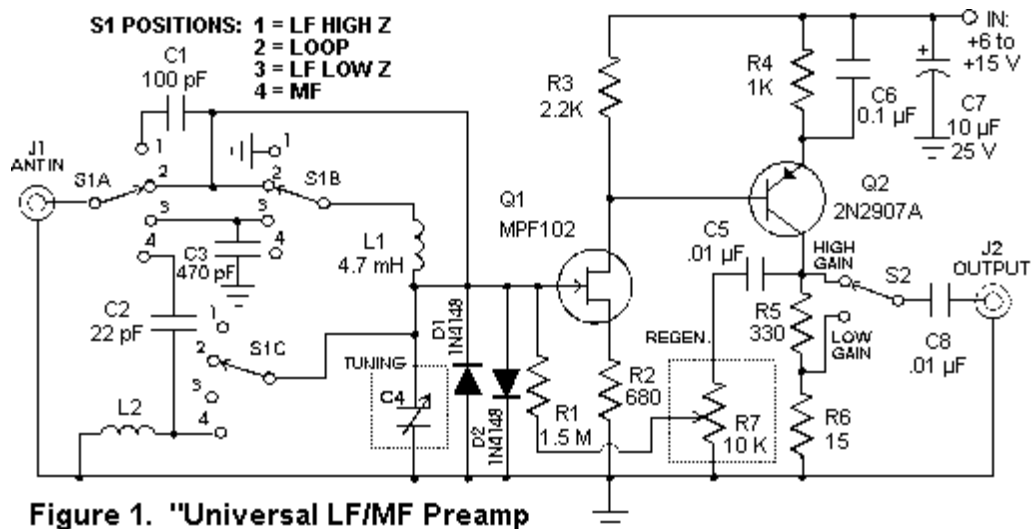 S1 POSITIONS: 1 = LF HIGH Z
2 = LOOP
3 = LF LOW Z
4 = MF
C1
100 pF
J1
ANT IN
S1A
1
2
3
4
1
2
3
4
S1B
C3
470 pF
C2
22 pF
L2
1
2
3
4
S1C
L1
4.7 mH
TUNING
C4
D1
1N4148
D2
1N4148
R1
1.5 M
Q1
MPF102
R3
2.2K
R2
680
R4
1K
C6
0.1 µF
+
C7
10 µF
25 V
IN:
+6 to
+15 V
Q2
2N2907A
C5
.01 µF
REGEN.
R7
10 K
R5
330
R6
15
HIGH
GAIN
LOW
GAIN
S2
C8
.01 µF
J2
OUTPUT
Figure 1. "Universal LF/MF Preamp